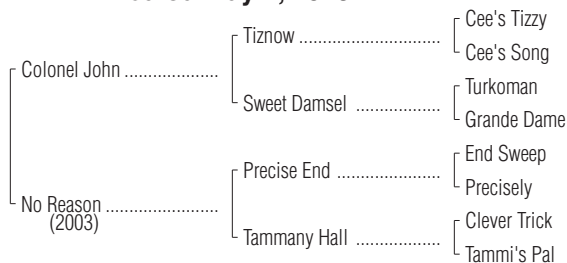 Cee's Tizzy
Tiznow ................................
Cee's Song
Colonel John .....................
Turkoman
Sweet Damsel ...................
Grande Dame
End Sweep
Precise End .......................
Precisely
No Reason .........................
(2003)
Clever Trick
Tammany Hall .....................
Tammi's Pal